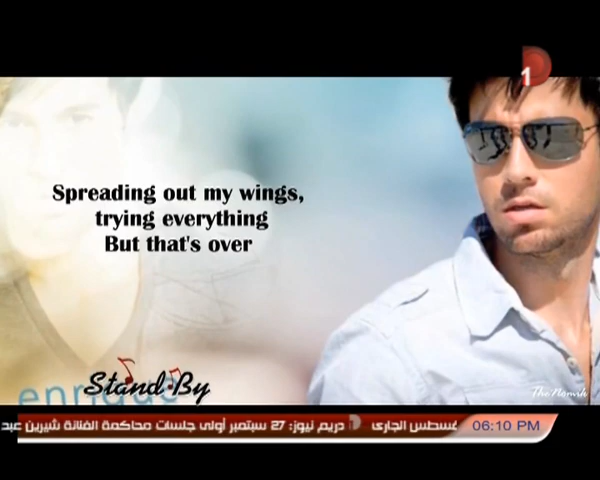 1
Spreading out my wings,
trying everything
But that's over
enrique
Stand By
The Nomsk
غسطس الجارى دريم نيوز: 27 سبتمبر أولى جلسات محاكمة الفنانة شيرين عبد
06:10 PM